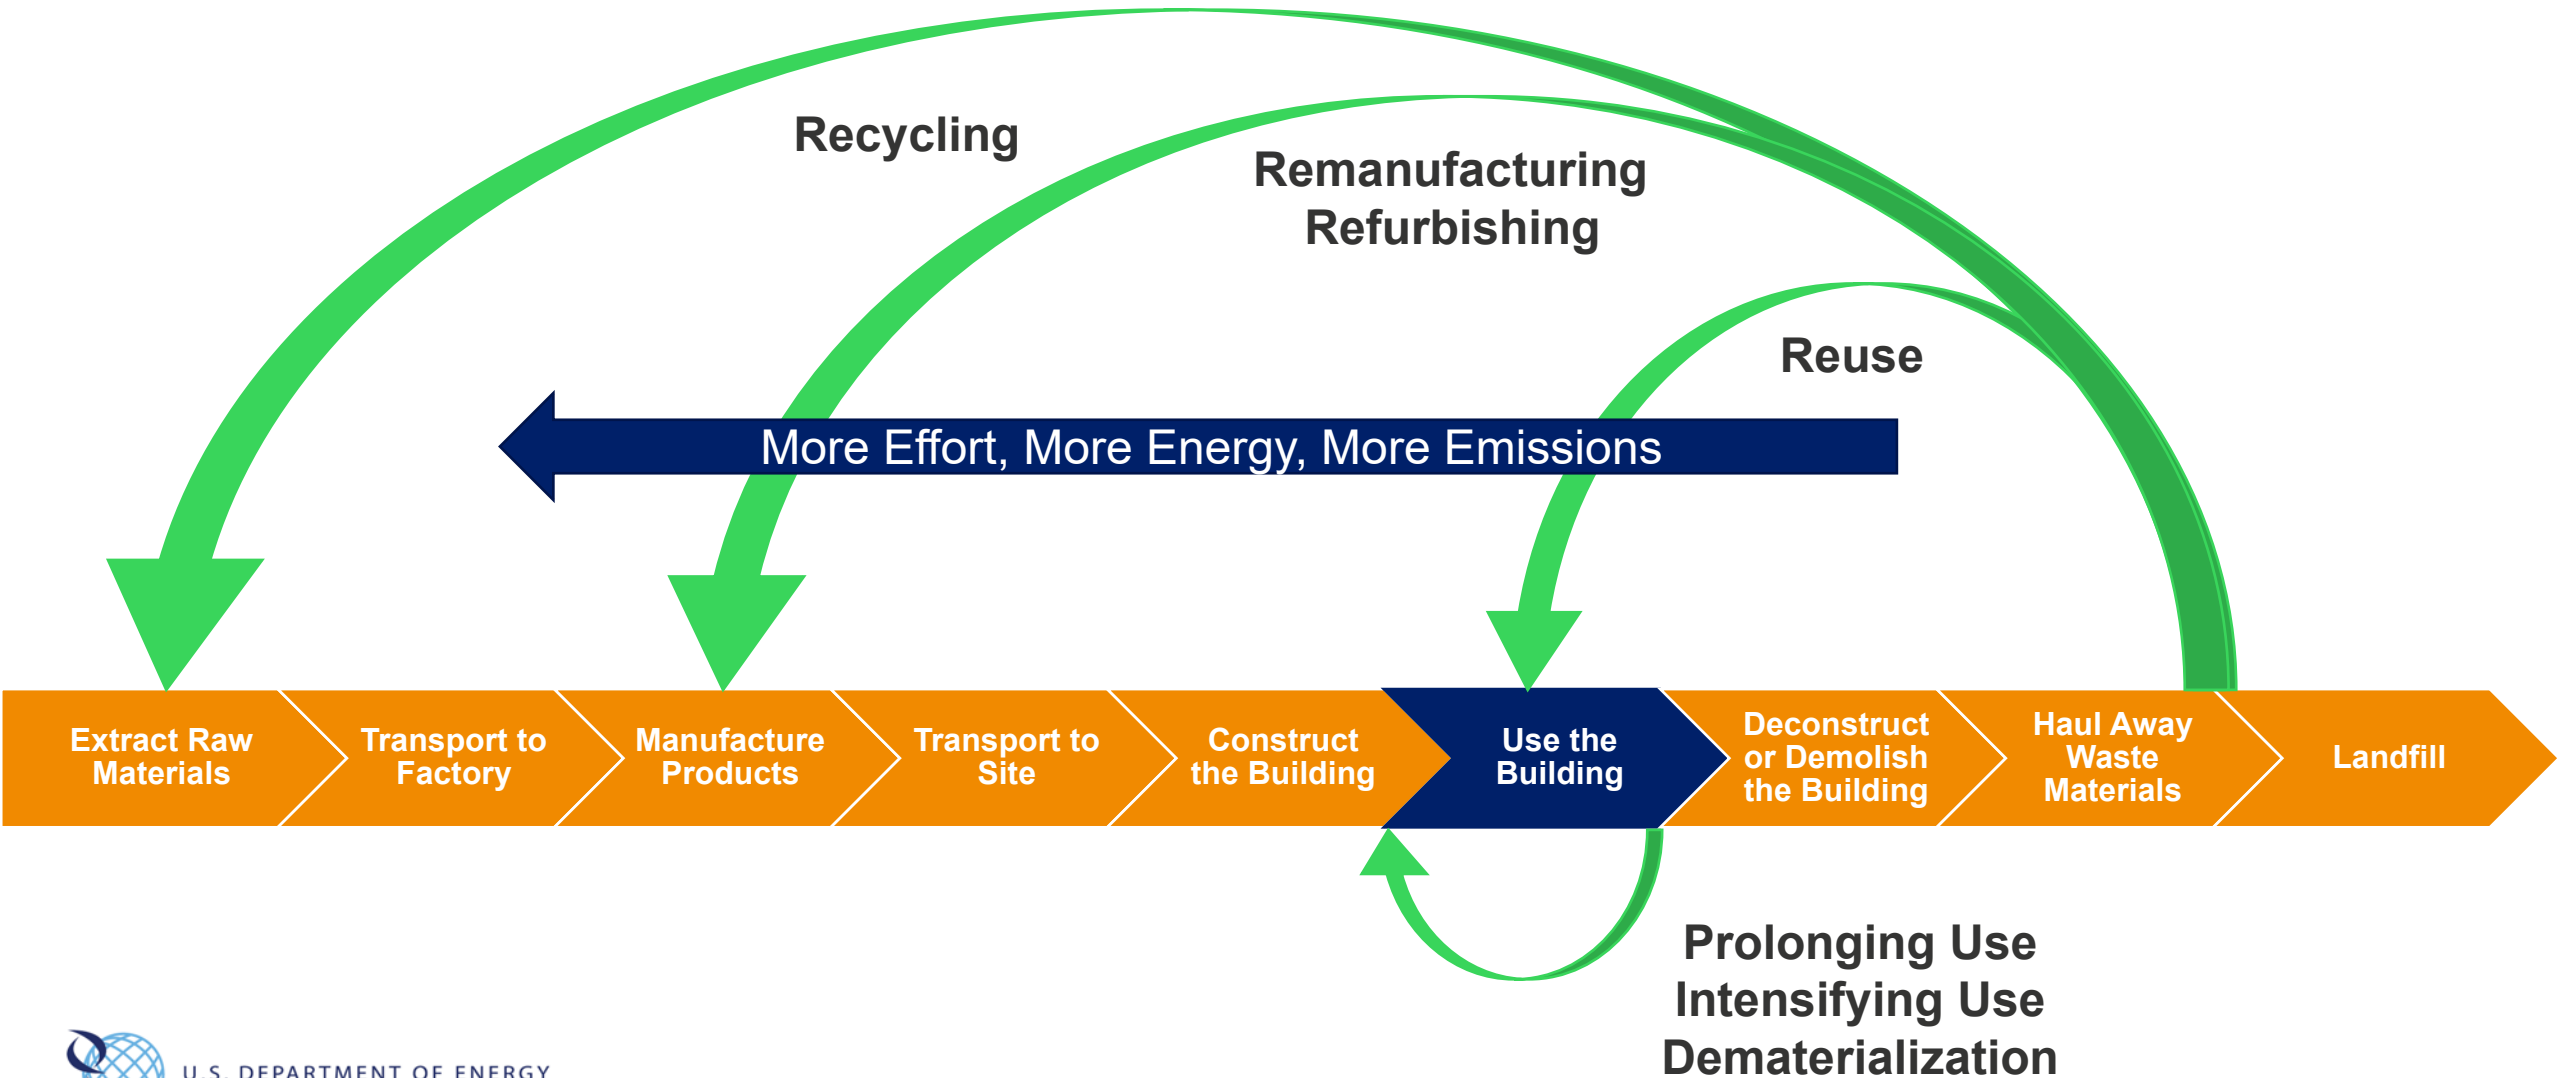 Recycling
Remanufacturing
Refurbishing
Reuse
More Effort, More Energy, More Emissions
Extract Raw
Materials
Transport to
Factory
Manufacture
Products
Transport to
Site
Construct
the Building
Use the
Building
Deconstruct
or Demolish
the Building
Haul Away
Waste
Materials
Landfill
Prolonging Use
Intensifying Use
Dematerialization
U.S. DEPARTMENT OF ENERGY